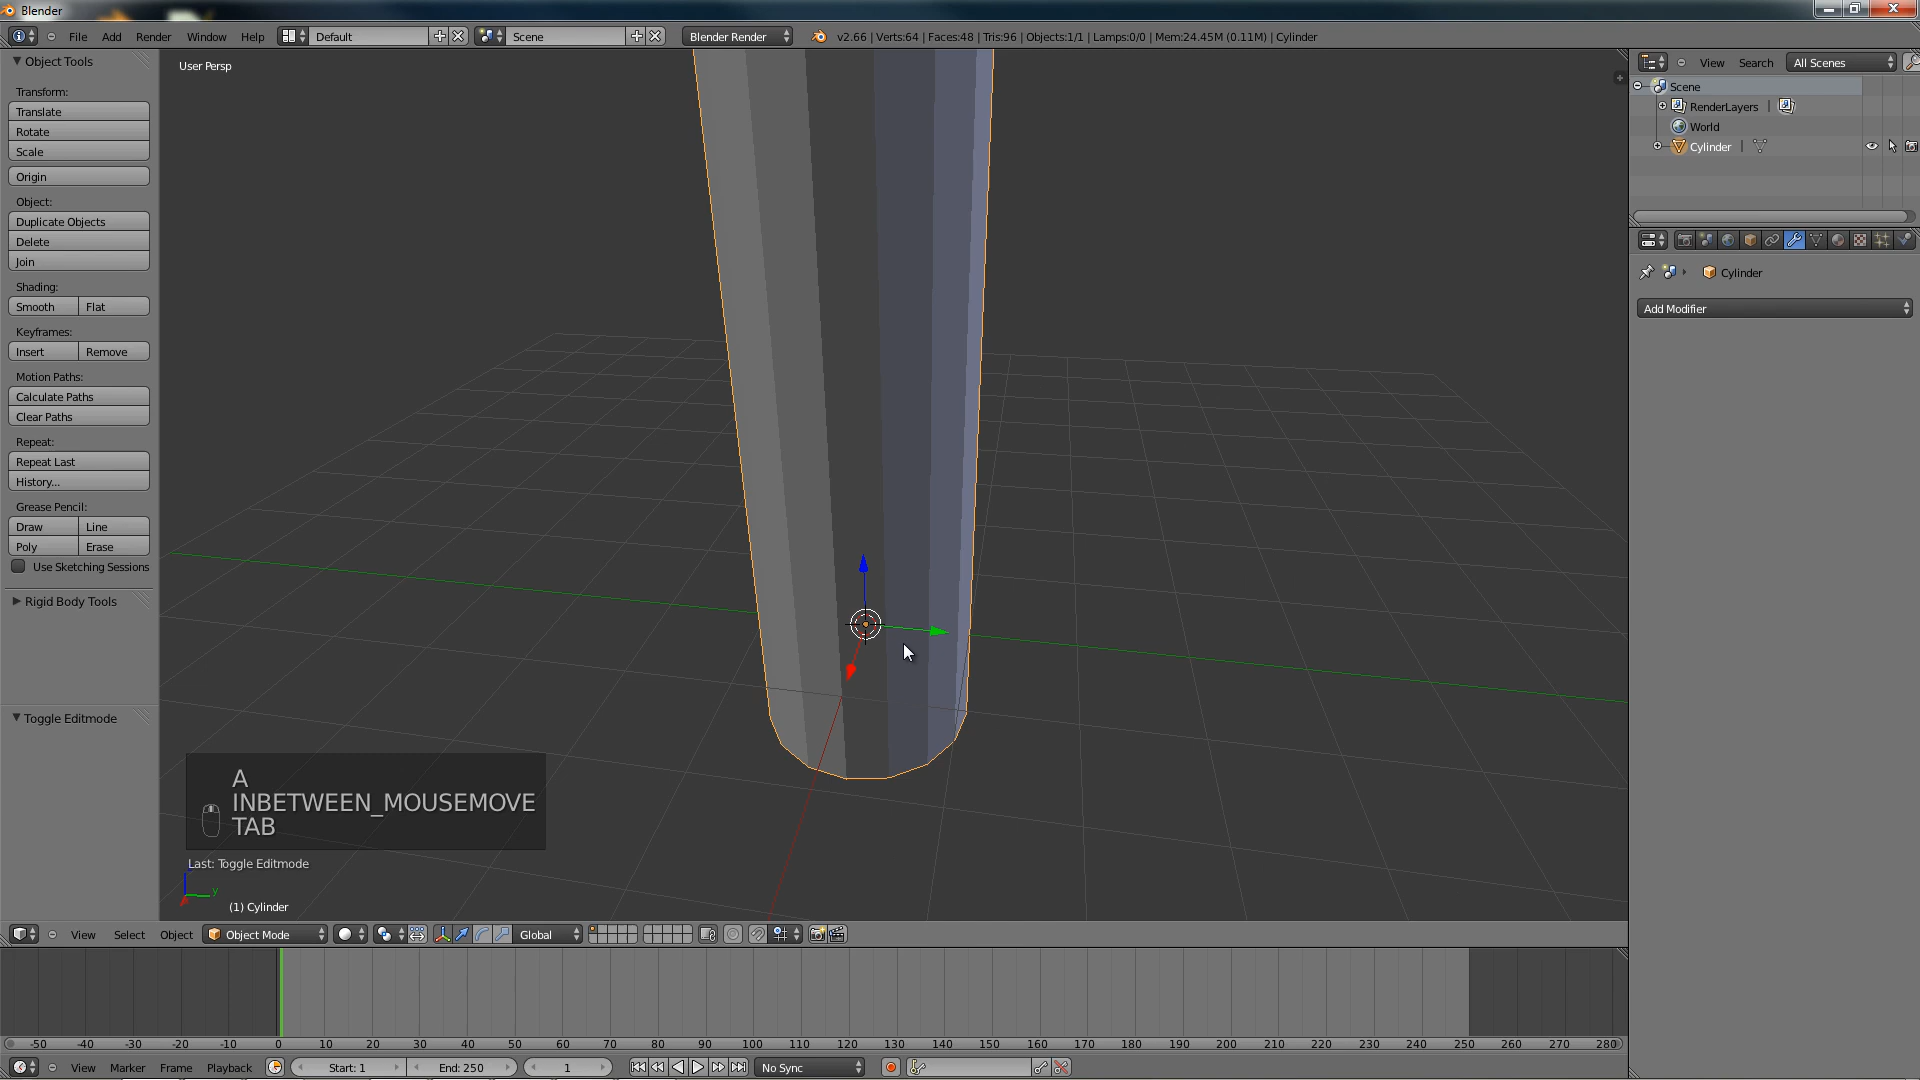 Blender
File Add Render Window Help Default Scene Blender Render v2.66 | Verts:64 | Faces:48 | Tris:96 | Objects:1/1 | Lamps:0/0 | Mem:24.45M (0.11M) | Cylinder
Object Tools
Transform:
Translate
Rotate
Scale
Origin
Object:
Duplicate Objects
Delete
Join
Shading:
Smooth Flat
Keyframes:
Insert Remove
Motion Paths:
Calculate Paths
Clear Paths
Repeat:
Repeat Last
History...
Grease Pencil:
Draw Line
Poly Erase
Use Sketching Sessions
Rigid Body Tools
Toggle Editmode
User Persp
A
INBETWEEN_MOUSEMOVE
TAB
Last: Toggle Editmode
y
(1) Cylinder
View Select Object Object Mode Global
View Search All Scenes
Scene
RenderLayers |
World
Cylinder |
Cylinder
Add Modifier
-50 -40 -30 -20 -10 0 10 20 30 40 50 60 70 80 90 100 110 120 130 140 150 160 170 180 190 200 210 220 230 240 250 260 270 280
View Marker Frame Playback Start: 1 End: 250 1 No Sync